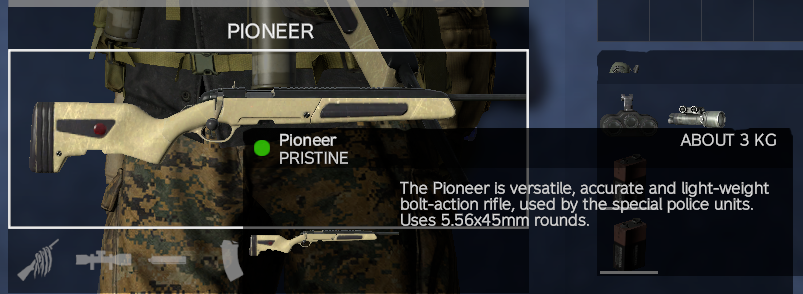 PIONEER
Pioneer
PRISTINE
ABOUT 3 KG
The Pioneer is versatile, accurate and light-weight
bolt-action rifle, used by the special police units.
Uses 5.56x45mm rounds.